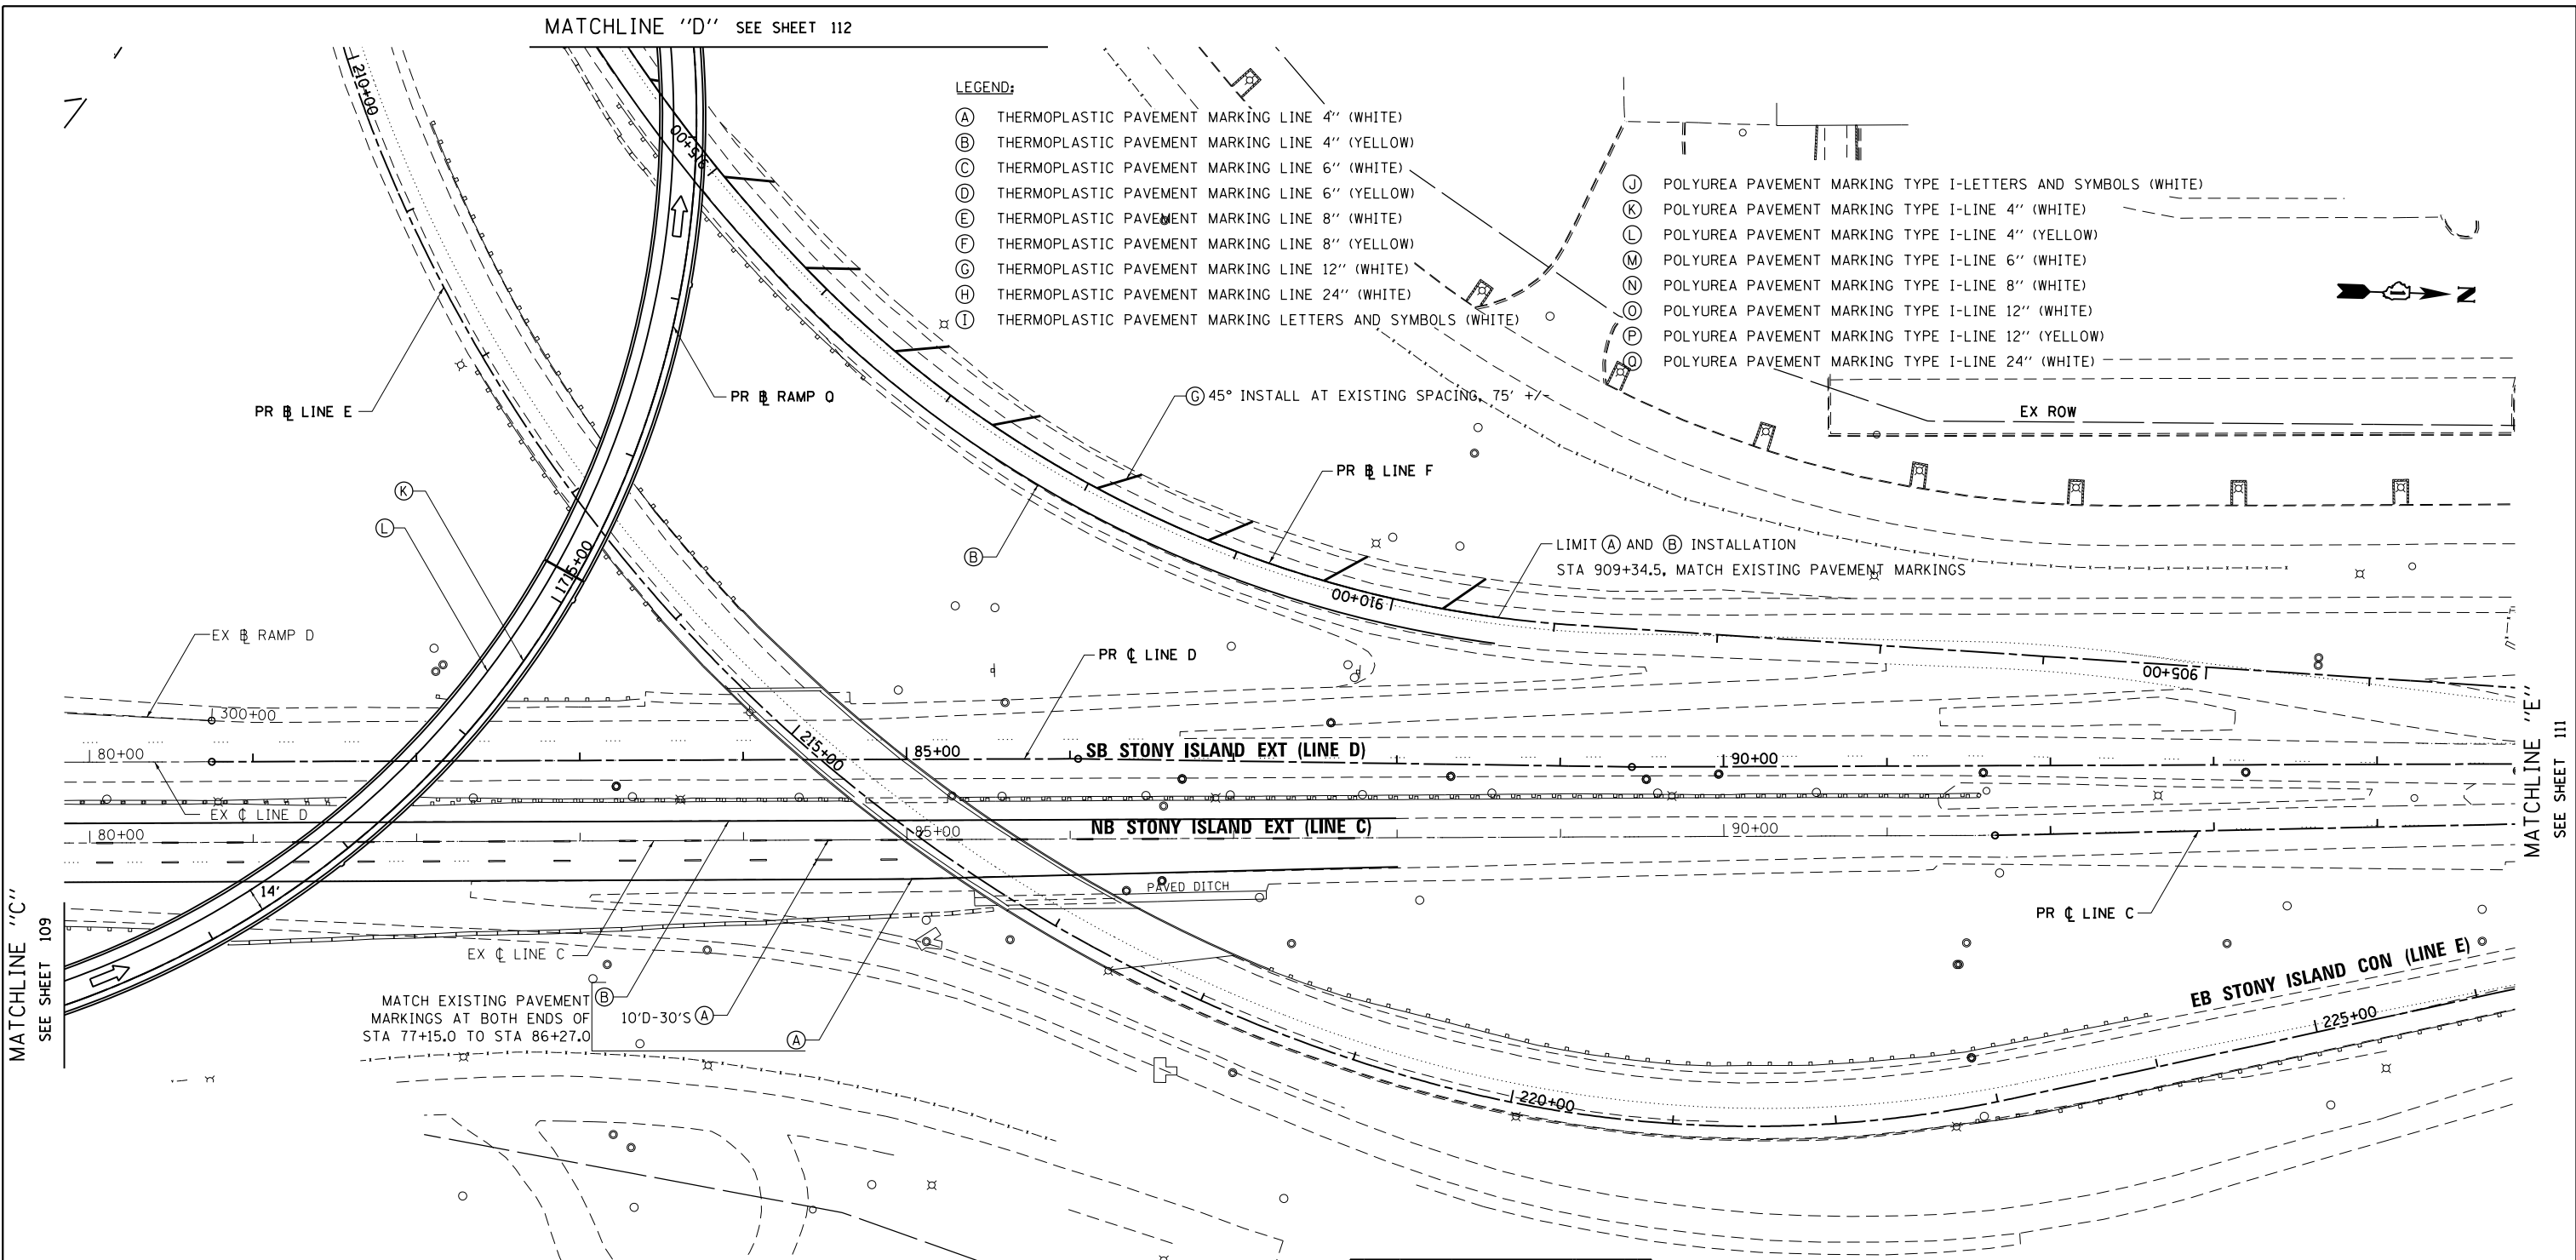 MATCHLINE ''D'' SEE SHEET 112
LEGEND:
Ⓐ THERMOPLASTIC PAVEMENT MARKING LINE 4'' (WHITE)
Ⓑ THERMOPLASTIC PAVEMENT MARKING LINE 4'' (YELLOW)
Ⓒ THERMOPLASTIC PAVEMENT MARKING LINE 6'' (WHITE)
Ⓓ THERMOPLASTIC PAVEMENT MARKING LINE 6'' (YELLOW)
Ⓔ THERMOPLASTIC PAVEMENT MARKING LINE 8'' (WHITE)
Ⓕ THERMOPLASTIC PAVEMENT MARKING LINE 8'' (YELLOW)
Ⓖ THERMOPLASTIC PAVEMENT MARKING LINE 12'' (WHITE)
Ⓗ THERMOPLASTIC PAVEMENT MARKING LINE 24'' (WHITE)
Ⓘ THERMOPLASTIC PAVEMENT MARKING LETTERS AND SYMBOLS (WHITE)
Ⓙ POLYUREA PAVEMENT MARKING TYPE I-LETTERS AND SYMBOLS (WHITE)
Ⓚ POLYUREA PAVEMENT MARKING TYPE I-LINE 4'' (WHITE)
Ⓛ POLYUREA PAVEMENT MARKING TYPE I-LINE 4'' (YELLOW)
Ⓜ POLYUREA PAVEMENT MARKING TYPE I-LINE 6'' (WHITE)
Ⓝ POLYUREA PAVEMENT MARKING TYPE I-LINE 8'' (WHITE)
Ⓞ POLYUREA PAVEMENT MARKING TYPE I-LINE 12'' (WHITE)
Ⓟ POLYUREA PAVEMENT MARKING TYPE I-LINE 12'' (YELLOW)
Ⓠ POLYUREA PAVEMENT MARKING TYPE I-LINE 24'' (WHITE)
N
210+00
915+00
PR ℄ LINE E
PR ℄ RAMP Q
Ⓖ 45° INSTALL AT EXISTING SPACING, 75' +/-
EX ROW
PR ℄ LINE F
Ⓚ
Ⓛ
Ⓑ
1715+00
LIMIT Ⓐ AND Ⓑ INSTALLATION
STA 909+34.5, MATCH EXISTING PAVEMENT MARKINGS
910+00
EX ℄ RAMP D
PR ℄ LINE D
905+00
300+00
215+00
80+00
85+00
SB STONY ISLAND EXT (LINE D)
90+00
EX ℄ LINE D
80+00
85+00
NB STONY ISLAND EXT (LINE C)
90+00
14'
PAVED DITCH
PR ℄ LINE C
EX ℄ LINE C
EB STONY ISLAND CON (LINE E)
MATCH EXISTING PAVEMENT Ⓑ
MARKINGS AT BOTH ENDS OF
STA 77+15.0 TO STA 86+27.0
10'D-30'S Ⓐ
Ⓐ
225+00
220+00
MATCHLINE ''C''
SEE SHEET 109
MATCHLINE ''E''
SEE SHEET 111